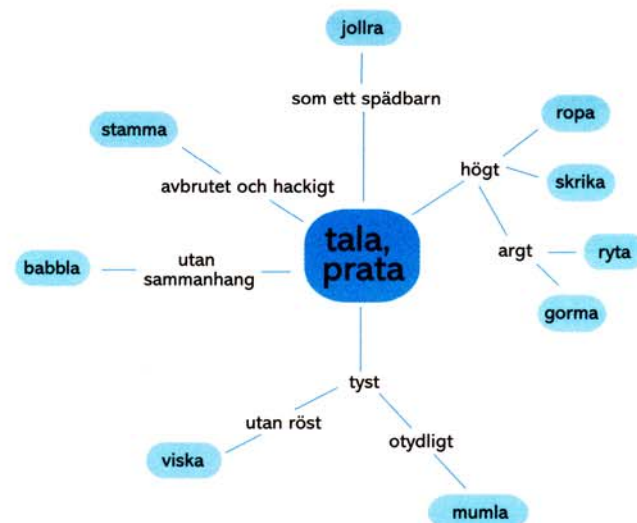 jollra
som ett spädbarn
stamma
ropa
högt
avbrutet och hackigt
skrika
tala,
prata
utan
sammanhang
babbla
argt
ryta
gorma
tyst
utan röst
otydligt
viska
mumla